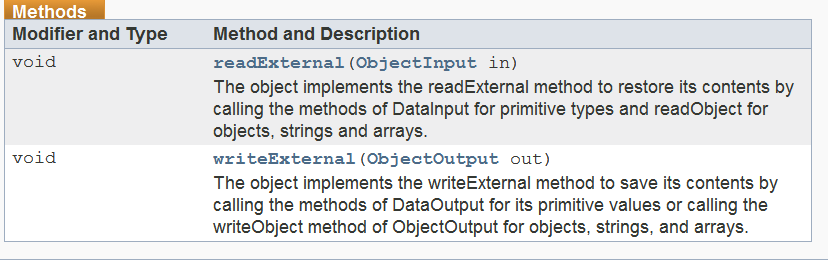 Methods
Modifier and Type Method and Description
void readExternal(ObjectInput in)
The object implements the readExternal method to restore its contents by
calling the methods of DataInput for primitive types and readObject for
objects, strings and arrays.
void writeExternal(ObjectOutput out)
The object implements the writeExternal method to save its contents by
calling the methods of DataOutput for its primitive values or calling the
writeObject method of ObjectOutput for objects, strings, and arrays.